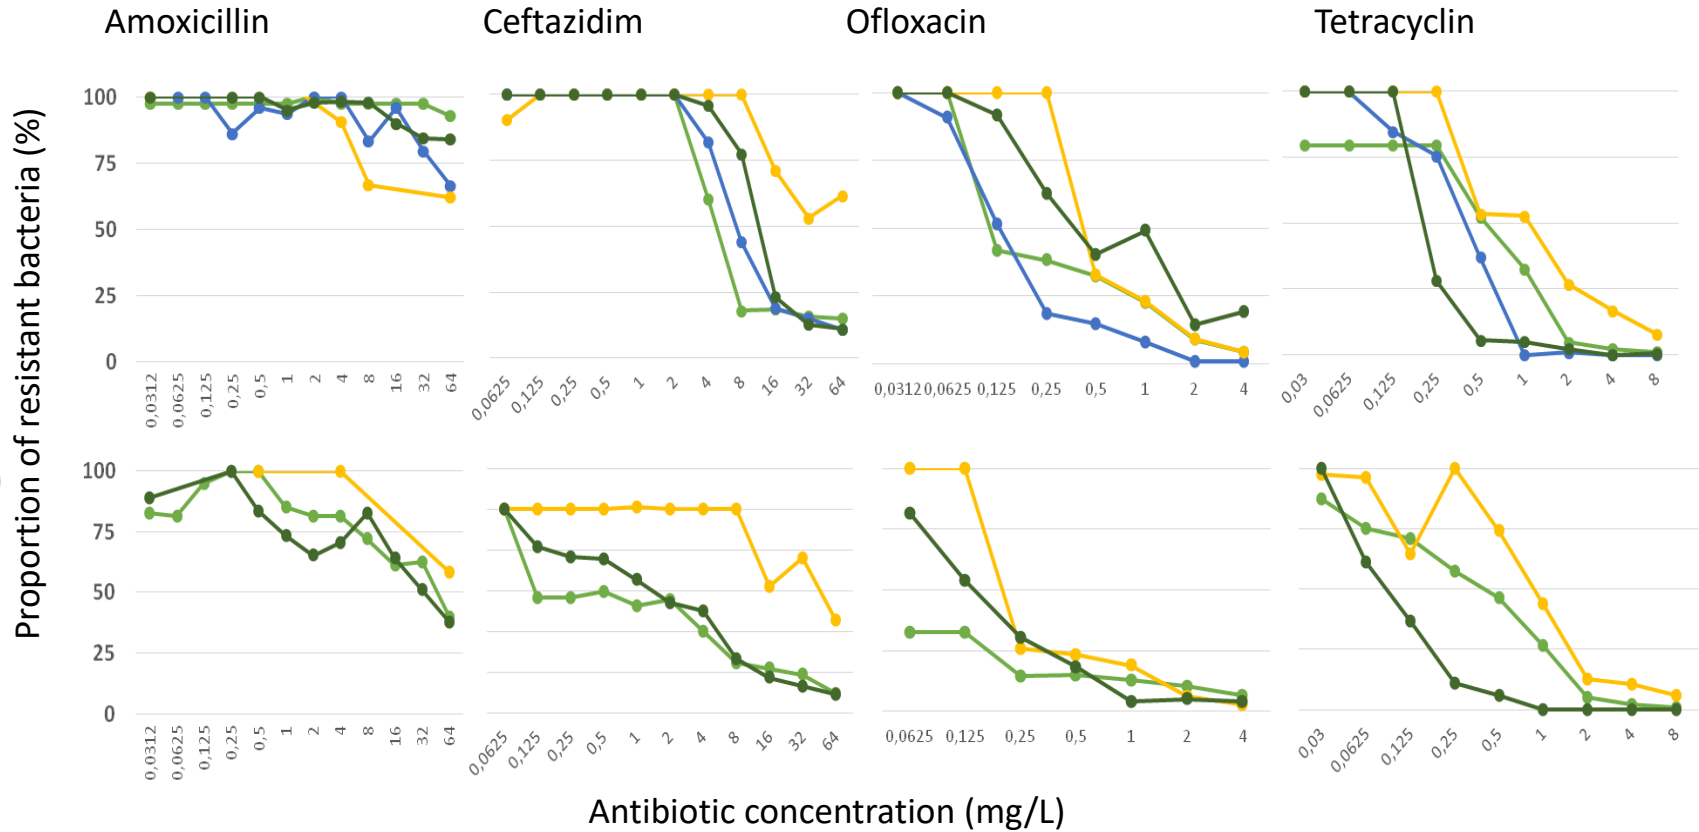 Amoxicillin
Ceftazidim
Ofloxacin
Tetracyclin
Proportion of resistant bacteria (%)
100
75
50
25
0
0,0312 0,0625 0,125 0,25 0,5 1 2 4 8 16 32 64
0,0625 0,125 0,25 0,5 1 2 4 8 16 32 64
0,0312 0,0625 0,125 0,25 0,5 1 2 4
0,03 0,0625 0,125 0,25 0,5 1 2 4 8
100
75
50
25
0
0,0312 0,0625 0,125 0,25 0,5 1 2 4 8 16 32 64
0,0625 0,125 0,25 0,5 1 2 4 8 16 32 64
0,0625 0,125 0,25 0,5 1 2 4
0,03 0,0625 0,125 0,25 0,5 1 2 4 8
Antibiotic concentration (mg/L)